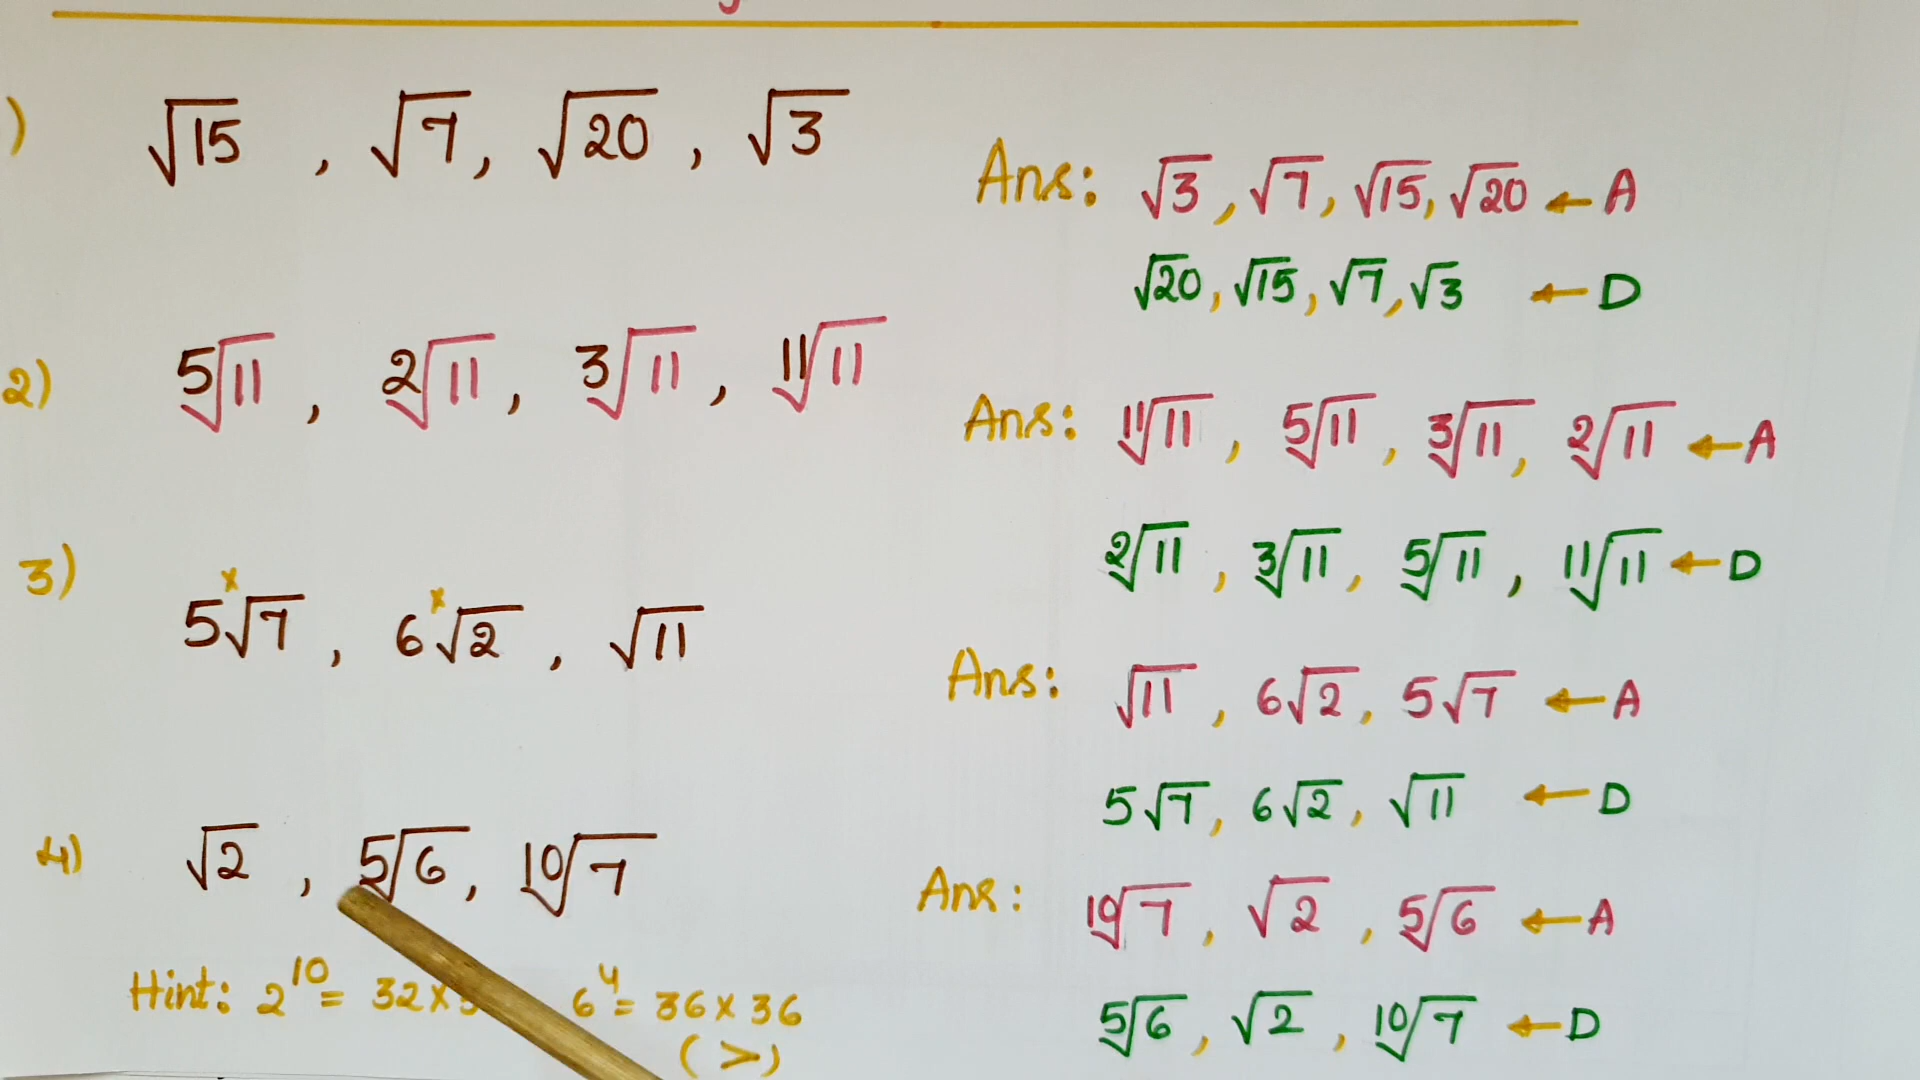 ) √15 , √7, √20 , √3
Ans: √3, √7, √15, √20 ← A
√20, √15, √7, √3 ← D
2) ⁵√11 , ²√11 , ³√11 , ¹¹√11
Ans: ¹¹√11 , ⁵√11 , ³√11, ²√11 ← A
²√11 , ³√11 , ⁵√11 , ¹¹√11 ← D
3) 5ˣ√7 , 6ˣ√2 , √11
Ans: √11 , 6√2, 5√7 ← A
5√7, 6√2, √11 ← D
4) √2 , ⁵√6, ¹⁰√7
Ans: ¹⁰√7 , √2 , ⁵√6 ← A
Hint: 2¹⁰ = 32 × 6⁴ = 36 × 36
(>)
⁵√6 , √2 , ¹⁰√7 ← D